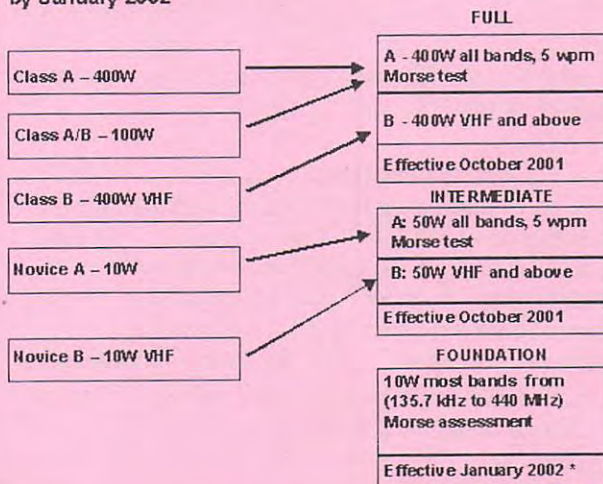 by January 2002
Class A – 400W
Class A/B – 100W
Class B – 400W VHF
Novice A – 10W
Novice B – 10W VHF
FULL
A - 400W all bands, 5 wpm
Morse test
B - 400W VHF and above
Effective October 2001
INTERMEDIATE
A: 50W all bands, 5 wpm
Morse test
B: 50W VHF and above
Effective October 2001
FOUNDATION
10W most bands from
(135.7 kHz to 440 MHz)
Morse assessment
Effective January 2002 *